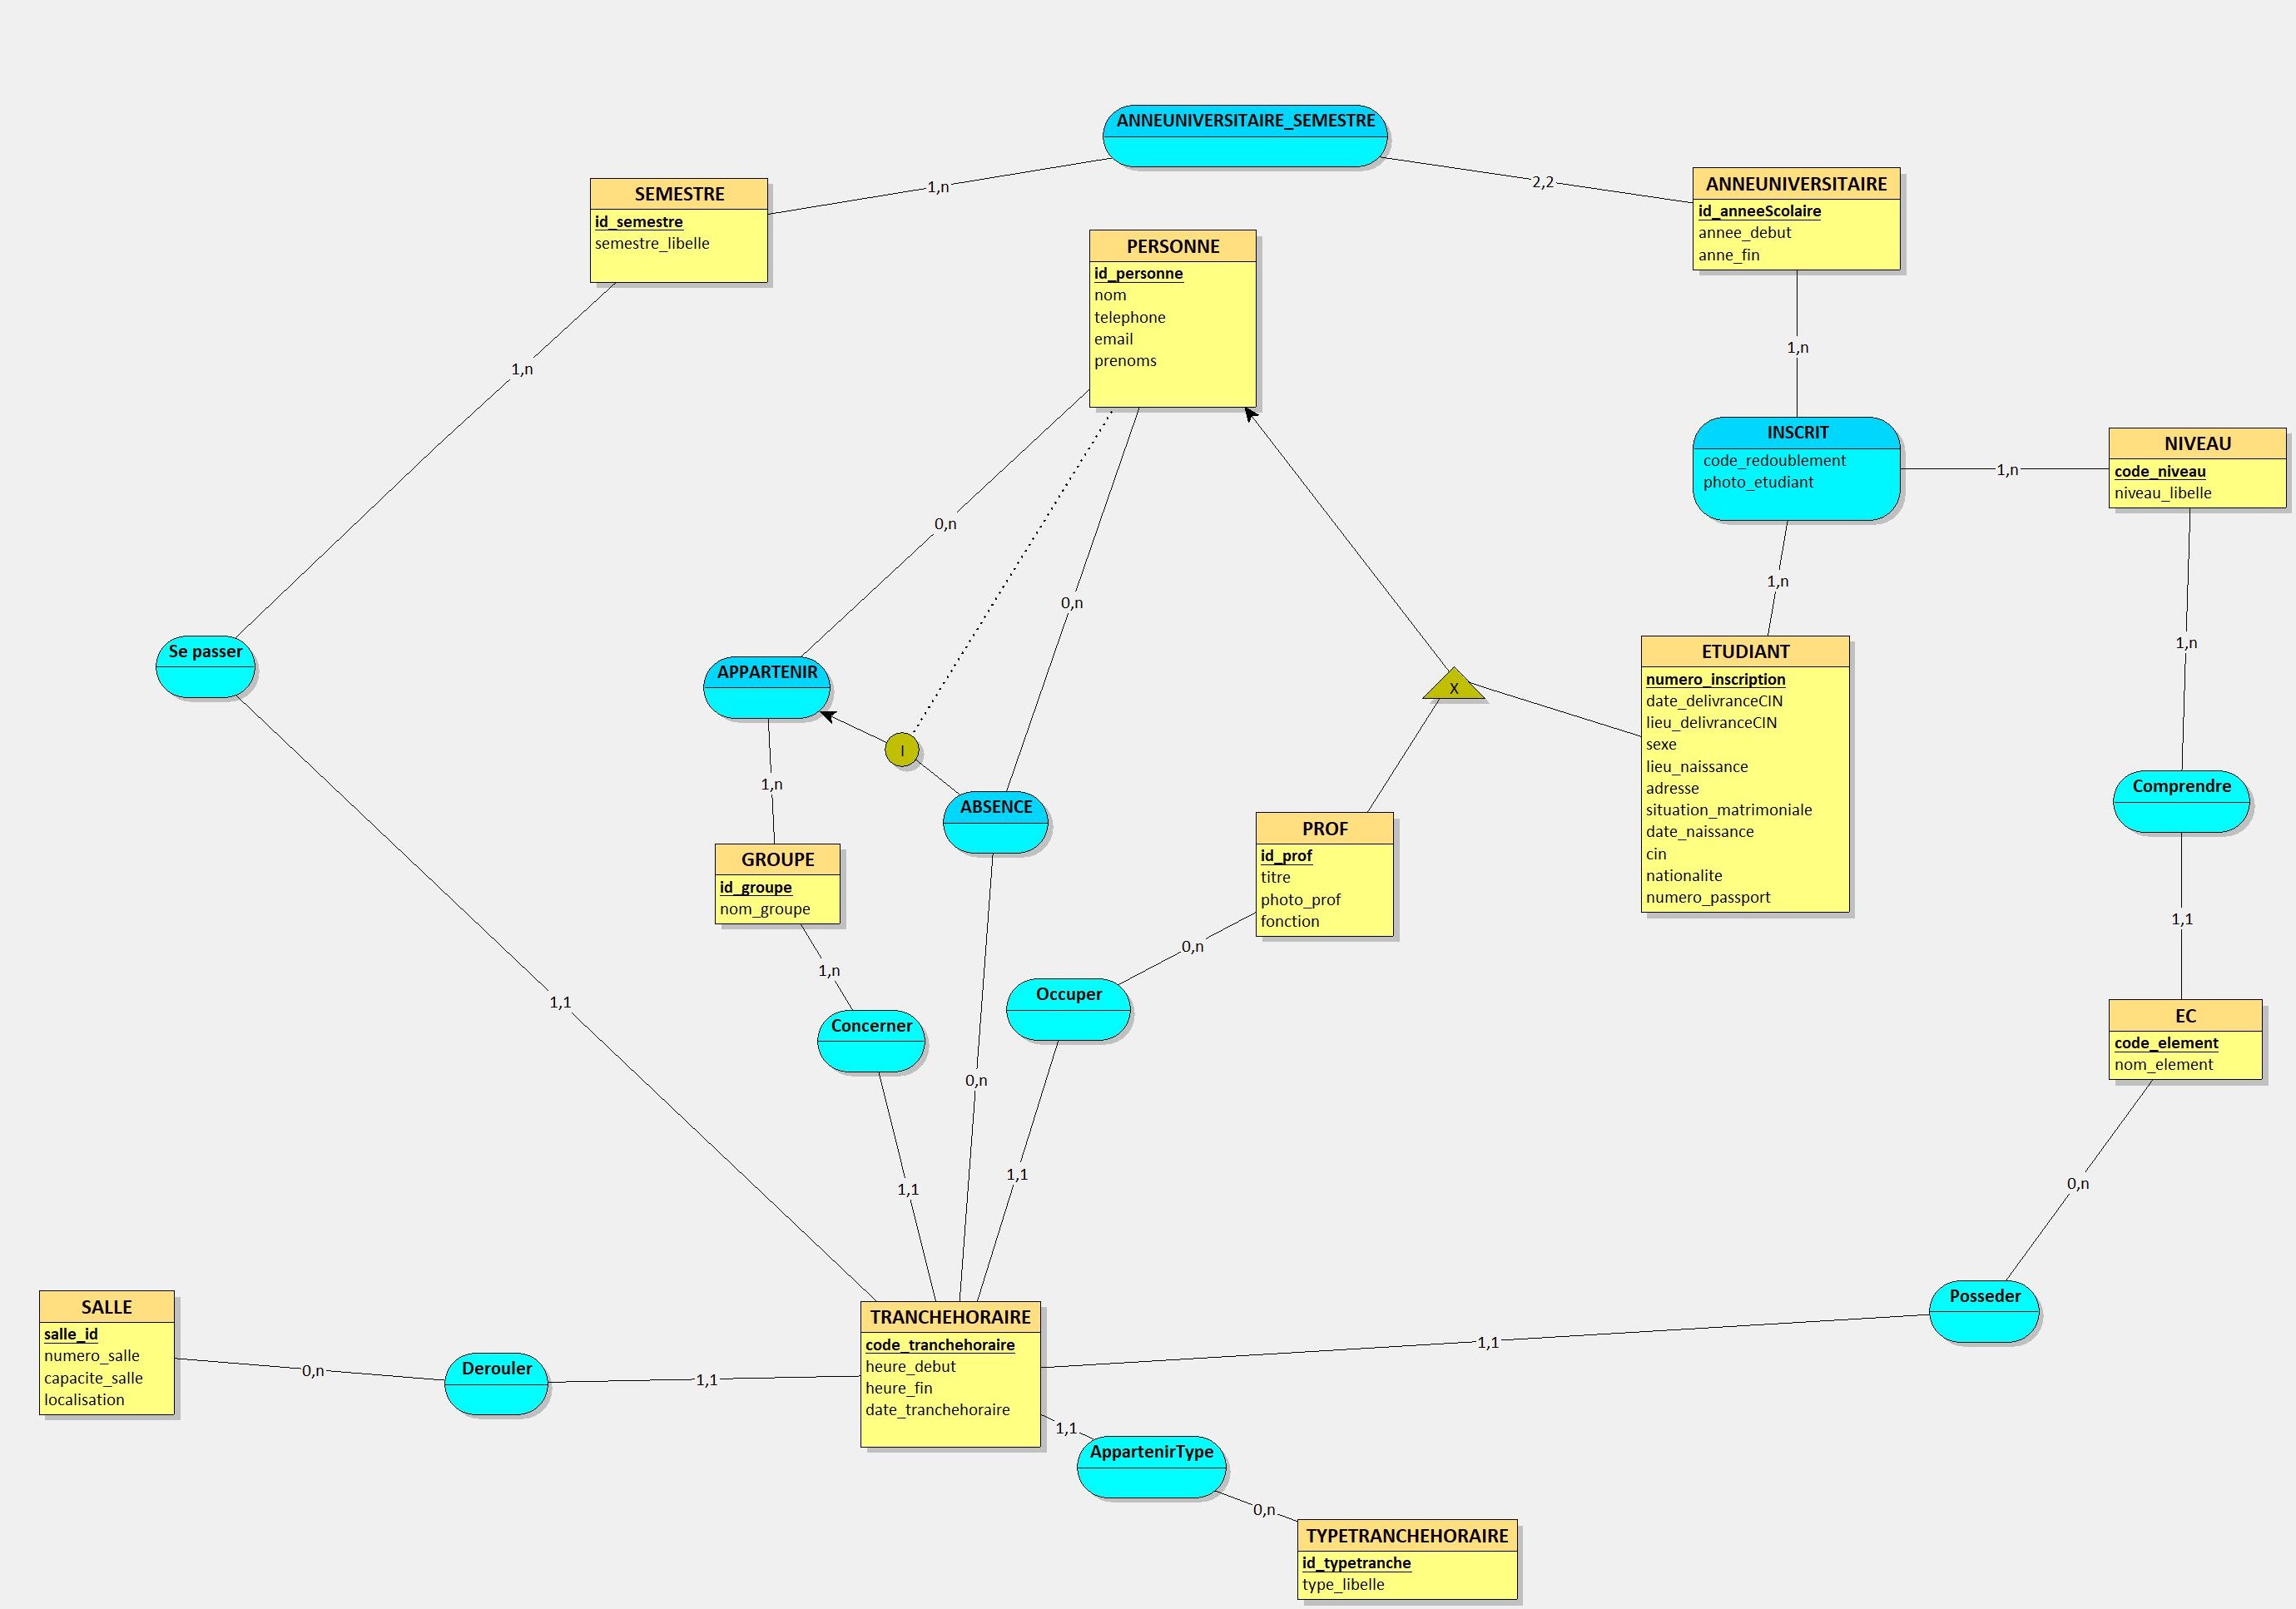 ANNEUNIVERSITAIRE_SEMESTRE
1,n
2,2
SEMESTRE
id_semestre
semestre_libelle
ANNEUNIVERSITAIRE
id_anneeScolaire
annee_debut
anne_fin
PERSONNE
id_personne
nom
telephone
email
prenoms
1,n
1,n
INSCRIT
code_redoublement
photo_etudiant
1,n
NIVEAU
code_niveau
niveau_libelle
0,n
0,n
1,n
1,n
Se passer
APPARTENIR
X
ETUDIANT
numero_inscription
date_delivranceCIN
lieu_delivranceCIN
sexe
lieu_naissance
adresse
situation_matrimoniale
date_naissance
cin
nationalite
numero_passport
I
1,n
ABSENCE
Comprendre
GROUPE
id_groupe
nom_groupe
PROF
id_prof
titre
photo_prof
fonction
1,1
0,n
1,n
1,1
Occuper
Concerner
EC
code_element
nom_element
0,n
1,1
1,1
0,n
SALLE
salle_id
numero_salle
capacite_salle
localisation
0,n
Derouler
1,1
TRANCHEHORAIRE
code_tranchehoraire
heure_debut
heure_fin
date_tranchehoraire
1,1
Posseder
1,1
AppartenirType
0,n
TYPETRANCHEHORAIRE
id_typetranche
type_libelle